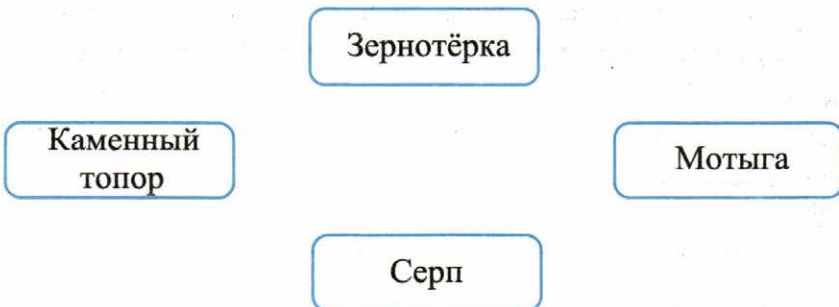 Зернотёрка
Каменный
топор
Мотыга
Серп